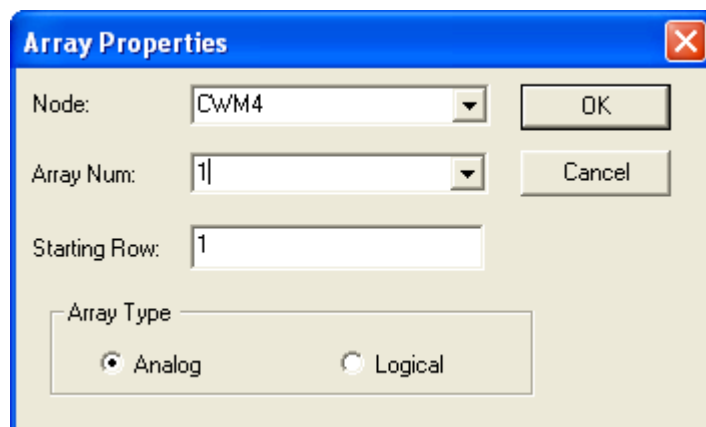 Array Properties
Node: CWM4 OK
Array Num: 1 Cancel
Starting Row: 1
Array Type
Analog Logical